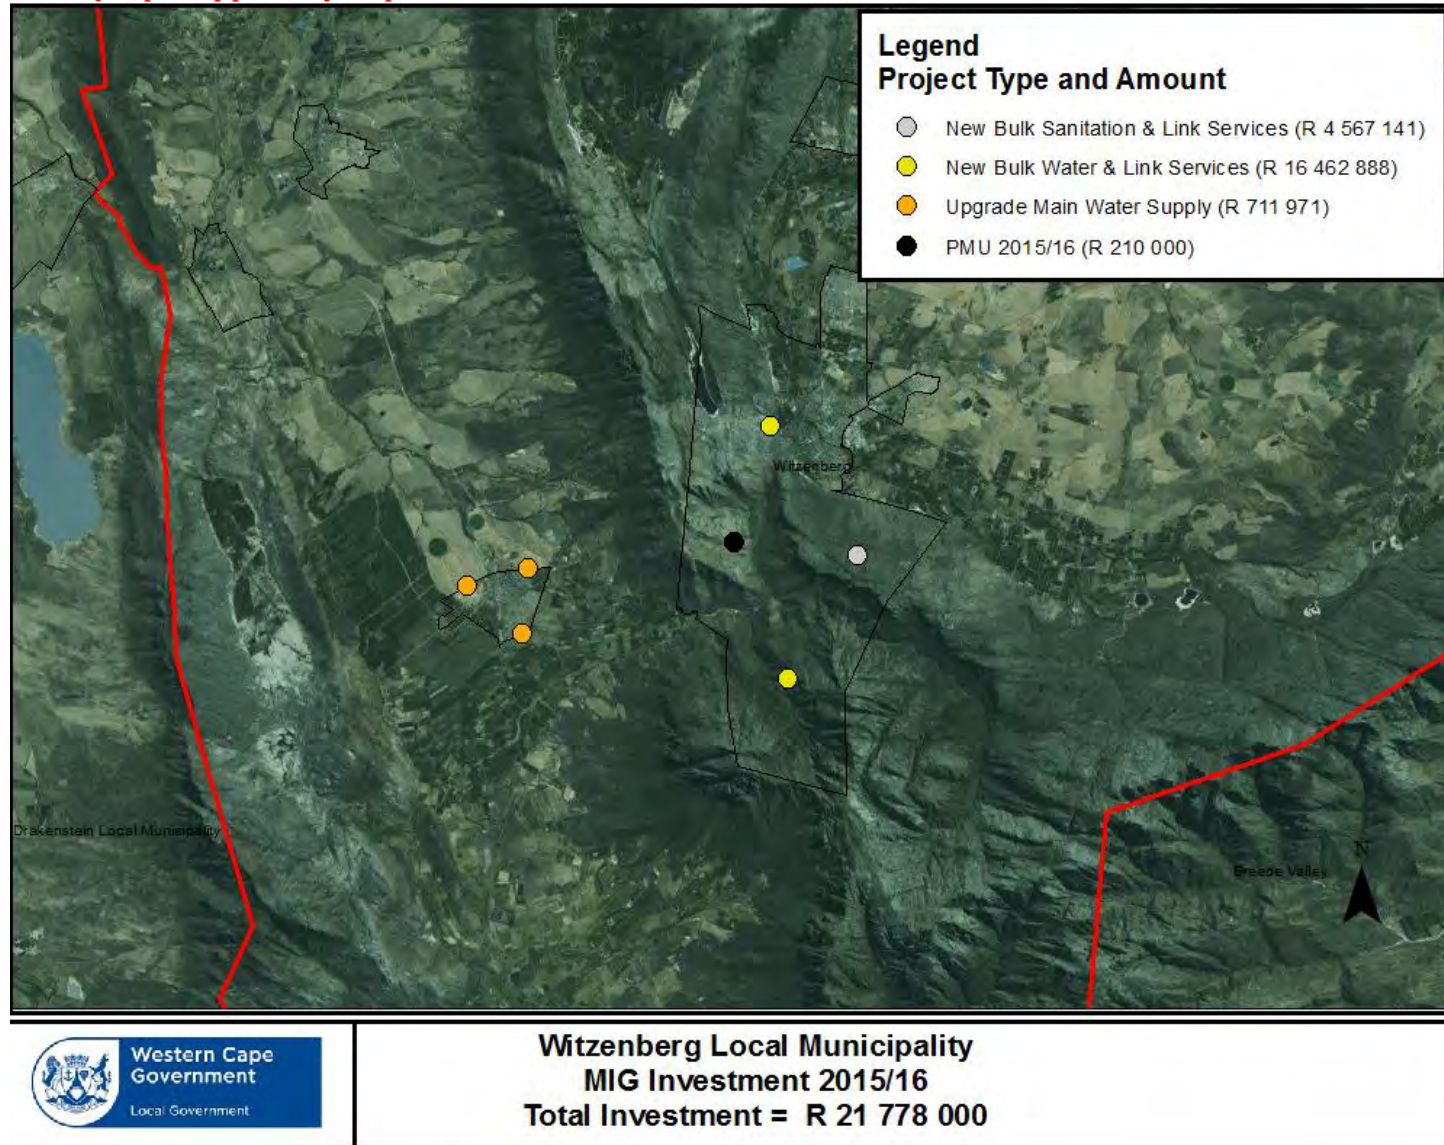 Legend
Project Type and Amount
New Bulk Sanitation & Link Services (R 4 567 141)
New Bulk Water & Link Services (R 16 462 888)
Upgrade Main Water Supply (R 711 971)
PMU 2015/16 (R 210 000)
Witzenberg
Drakenstein Local Municipality
Breede Valley
N
Western Cape
Government
Local Government
Witzenberg Local Municipality
MIG Investment 2015/16
Total Investment = R 21 778 000